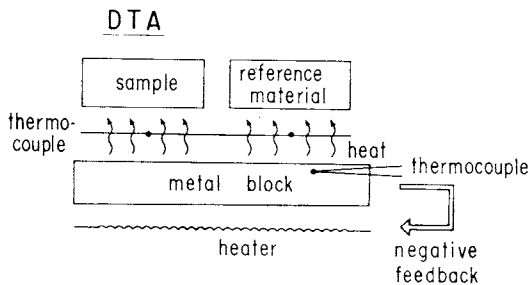 DTA
sample
reference
material
thermo-
couple
heat
thermocouple
metal block
heater
negative
feedback